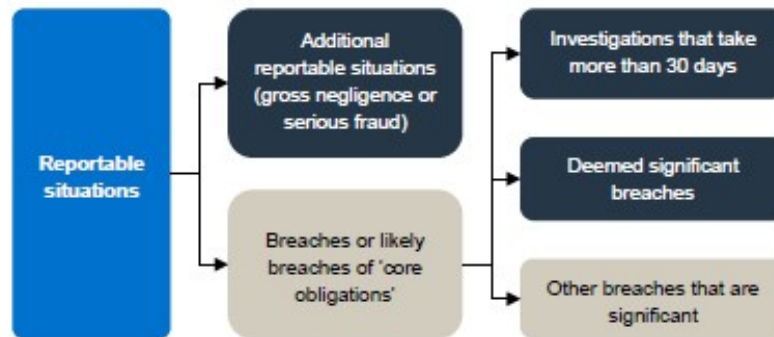 Reportable
situations
Additional
reportable situations
(gross negligence or
serious fraud)
Breaches or likely
breaches of 'core
obligations'
Investigations that take
more than 30 days
Deemed significant
breaches
Other breaches that are
significant